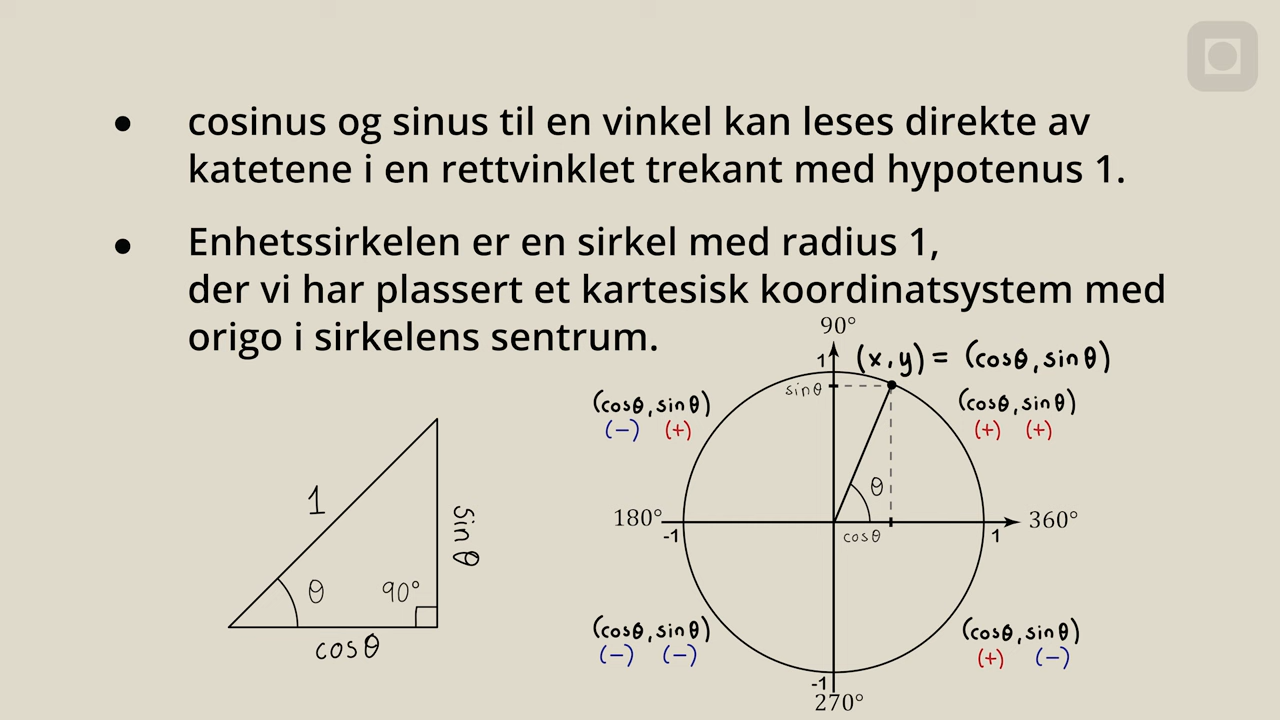 cosinus og sinus til en vinkel kan leses direkte av
katetene i en rettvinklet trekant med hypotenus 1.
Enhetssirkelen er en sirkel med radius 1,
der vi har plassert et kartesisk koordinatsystem med
origo i sirkelens sentrum.
1
θ
90°
sin θ
cos θ
90°
1
(x,y) = (cosθ, sinθ)
sinθ
(cosθ, sinθ)
(−) (+)
(cosθ, sinθ)
(+) (+)
θ
180°
-1
cosθ
1
360°
(cosθ, sinθ)
(−) (−)
(cosθ, sinθ)
(+) (−)
-1
270°